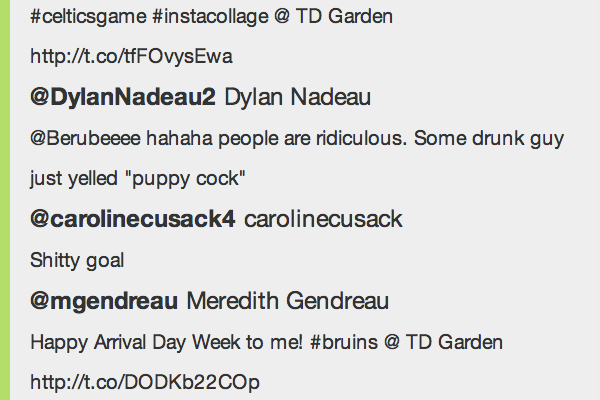 #celticsgame #instacollage @ TD Garden
http://t.co/tfFOvysEwa
@DylanNadeau2 Dylan Nadeau
@Berubeeee hahaha people are ridiculous. Some drunk guy
just yelled "puppy cock"
@carolinecusack4 carolinecusack
Shitty goal
@mgendreau Meredith Gendreau
Happy Arrival Day Week to me! #bruins @ TD Garden
http://t.co/DODKb22COp